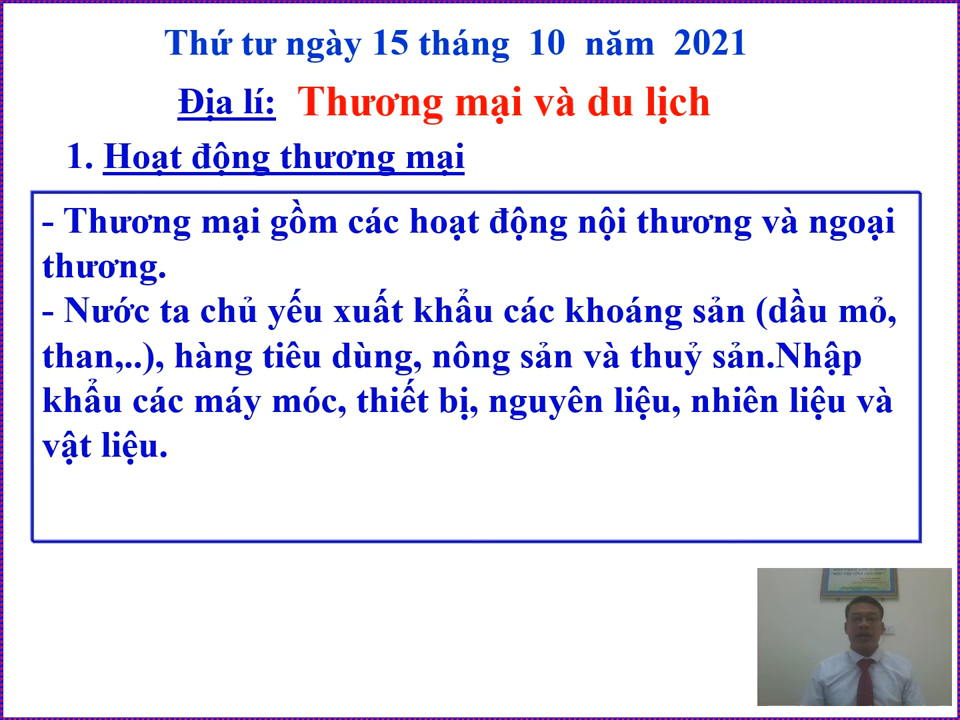 Thứ tư ngày 15 tháng 10 năm 2021
Địa lí: Thương mại và du lịch
1. Hoạt động thương mại
- Thương mại gồm các hoạt động nội thương và ngoại
thương.
- Nước ta chủ yếu xuất khẩu các khoáng sản (dầu mỏ,
than,..), hàng tiêu dùng, nông sản và thuỷ sản.Nhập
khẩu các máy móc, thiết bị, nguyên liệu, nhiên liệu và
vật liệu.